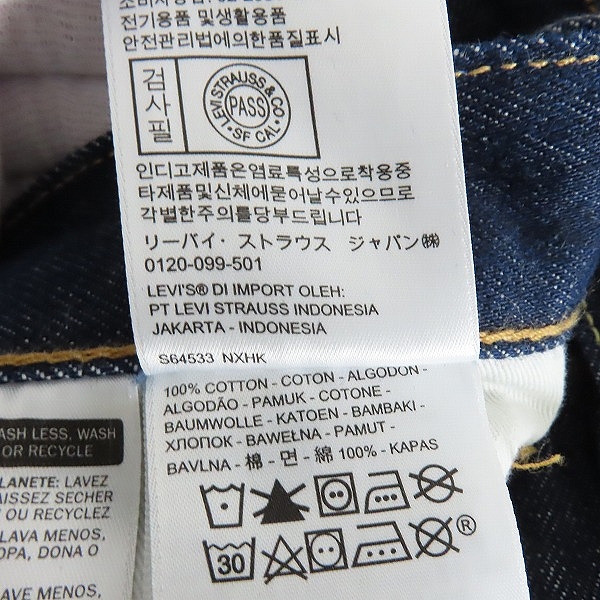 전기용품 및생활용품
안전관리법에의한품질표시
검사필
LEVI STRAUSS & CO
PASS
SF CAL
인디고제품은염료특성으로착용중
타제품및신체에묻어날수있으므로
각별한주의를당부드립니다
リーバイ・ストラウス ジャパン㈱
0120-099-501
LEVI'S® DI IMPORT OLEH:
PT LEVI STRAUSS INDONESIA
JAKARTA - INDONESIA
S64533 NXHK
100% COTTON - COTON - ALGODON -
ALGODÃO - PAMUK - COTONE -
BAUMWOLLE - KATOEN - BAMBAKI -
ХЛОПОК - BAWEŁNA - PAMUT -
BAVLNA - 棉 - 면 - 綿 100% - KAPAS
30
®
ASH LESS, WASH
OR RECYCLE
PLANETE: LAVEZ
AISSEZ SECHER
OU RECYCLEZ
LAVA MENOS,
OPA, DONA O
AVE MENOS,